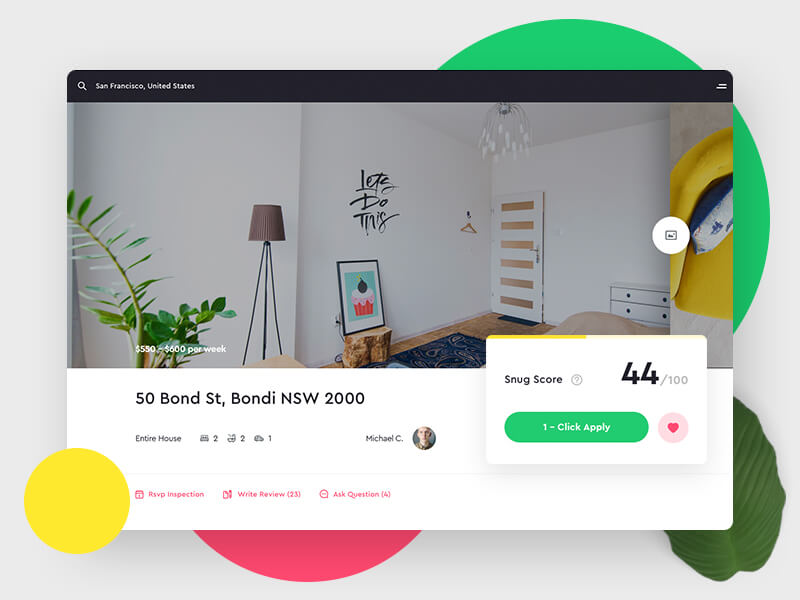 San Francisco, United States
Lets
Do
This
$550 - $600 per week
50 Bond St, Bondi NSW 2000
Entire House 2 2 1
Michael C.
Snug Score ?
44/100
1 - Click Apply
Rsvp Inspection
Write Review (23)
Ask Question (4)